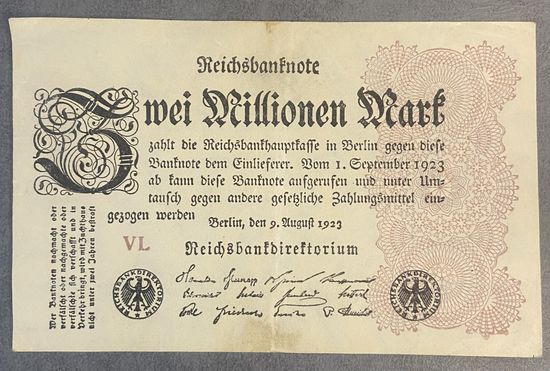 Reichsbanknote
Zwei Millionen Mark
zahlt die Reichsbankhauptkasse in Berlin gegen diese
Banknote dem Einlieferer. Vom 1. September 1923
ab kann diese Banknote aufgerufen und unter Um-
tausch gegen andere gesetzliche Zahlungsmittel ein-
gezogen werden
Berlin, den 9. August 1923
VL
Reichsbankdirektorium
Wer Banknoten nachmacht oder
verfälscht oder nachgemachte oder
verfälschte sich verschafft und in
Verkehr bringt, wird mit Zuchthaus
nicht unter zwei Jahren bestraft
REICHSBANKDIREKTORIUM
REICHSBANKDIREKTORIUM